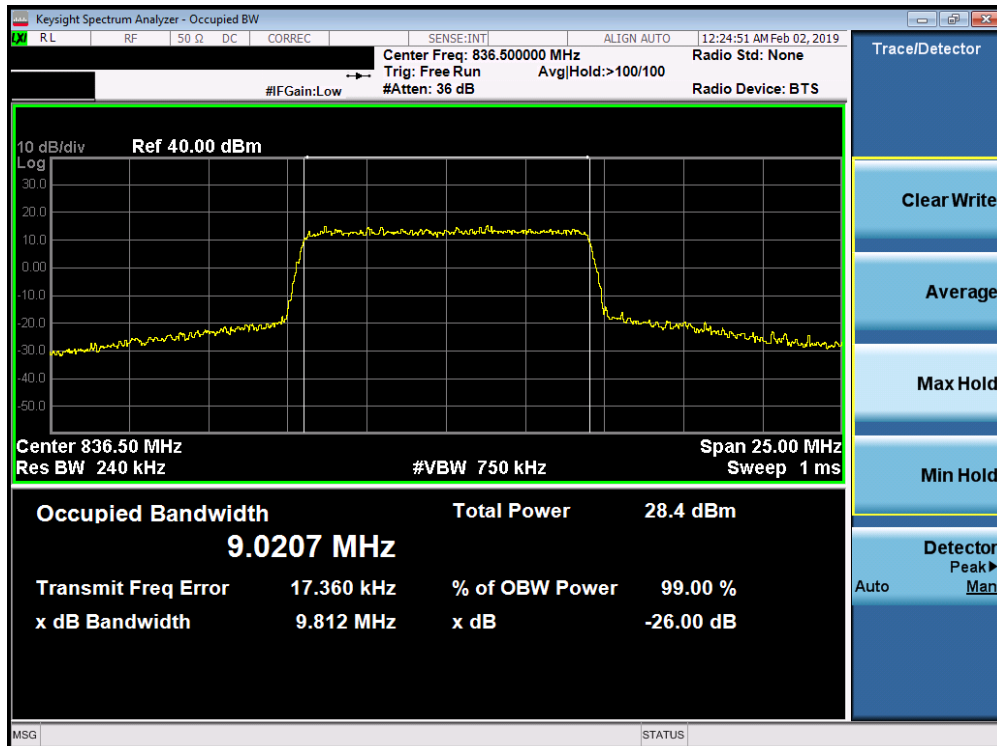 Keysight Spectrum Analyzer - Occupied BW
LXI RL RF 50 Ω DC CORREC SENSE:INT ALIGN AUTO 12:24:51 AM Feb 02, 2019
Center Freq: 836.500000 MHz Radio Std: None
Trig: Free Run Avg|Hold:>100/100
#IFGain:Low #Atten: 36 dB Radio Device: BTS
10 dB/div Ref 40.00 dBm
Log
30.0
20.0
10.0
0.00
-10.0
-20.0
-30.0
-40.0
-50.0
Center 836.50 MHz Span 25.00 MHz
Res BW 240 kHz #VBW 750 kHz Sweep 1 ms
Occupied Bandwidth Total Power 28.4 dBm
9.0207 MHz
Transmit Freq Error 17.360 kHz % of OBW Power 99.00 %
x dB Bandwidth 9.812 MHz x dB -26.00 dB
MSG STATUS
Trace/Detector
Clear Write
Average
Max Hold
Min Hold
Detector
Peak▶
Auto Man